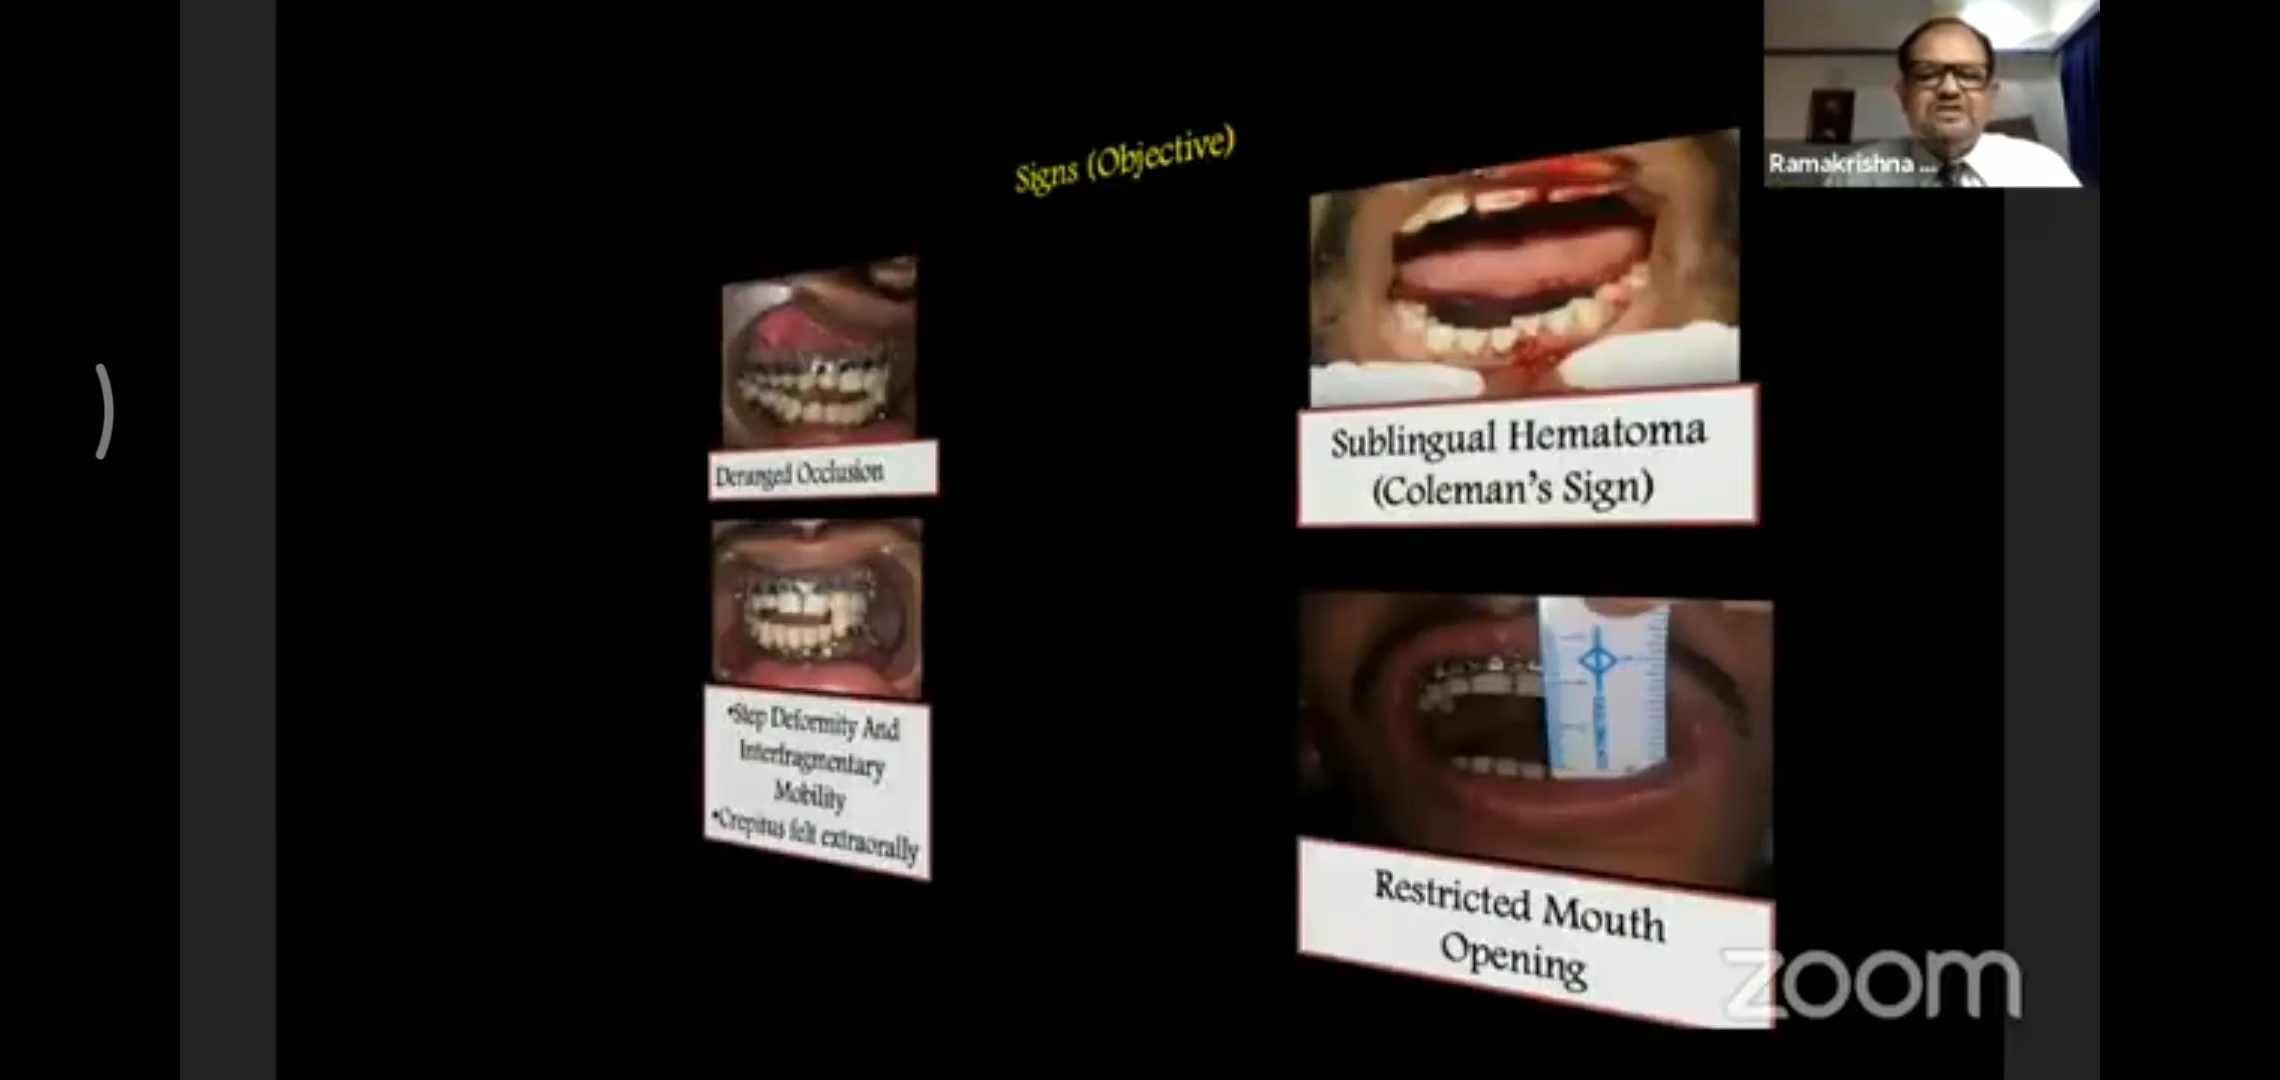 Signs (Objective)
Ramakrishna ...
Deranged Occlusion
Sublingual Hematoma
(Coleman's Sign)
•Step Deformity And
Interfragmentary
Mobility
•Crepitus felt extraorally
Restricted Mouth
Opening
zoom